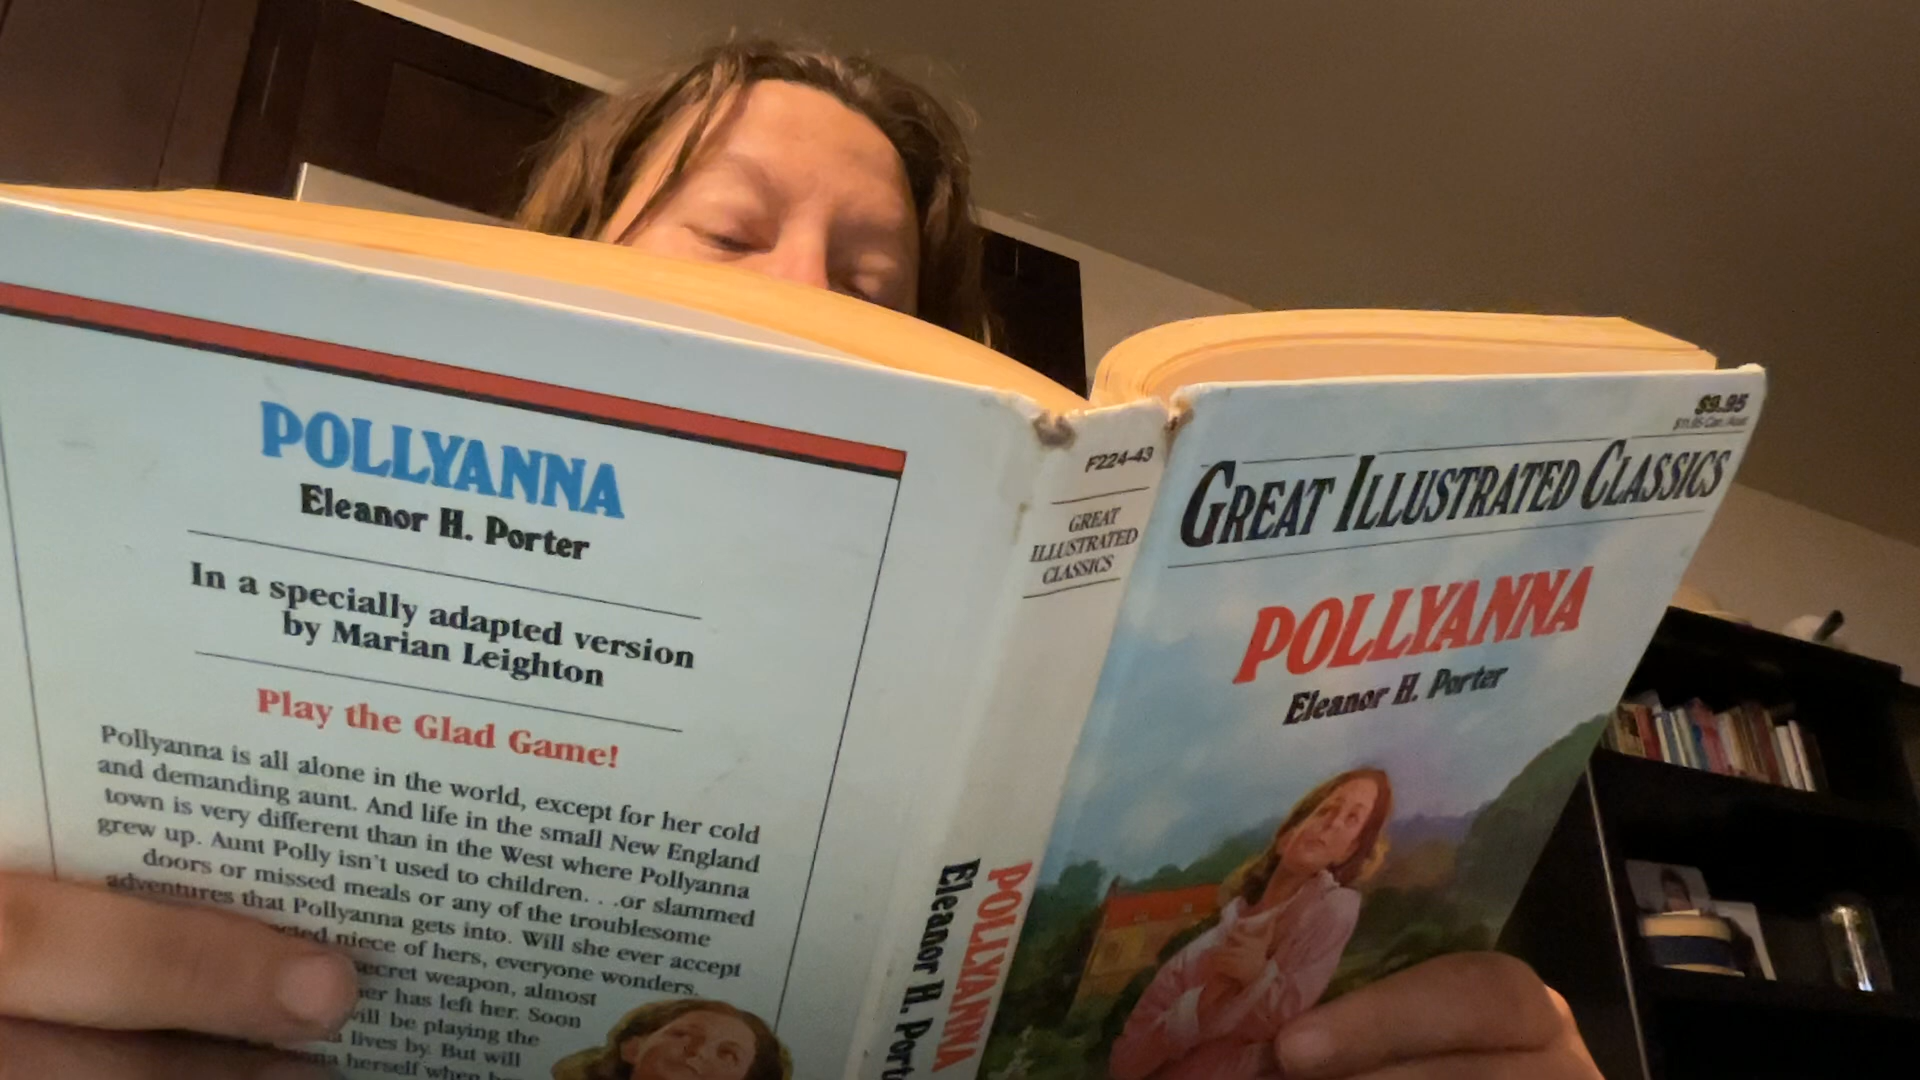 POLLYANNA
Eleanor H. Porter
In a specially adapted version
by Marian Leighton
Play the Glad Game!
Pollyanna is all alone in the world, except for her cold
and demanding aunt. And life in the small New England
town is very different than in the West where Pollyanna
grew up. Aunt Polly isn't used to children. . .or slammed
doors or missed meals or any of the troublesome
adventures that Pollyanna gets into. Will she ever accept
niece of hers, everyone wonders.
secret weapon, almost
has left her. Soon
will be playing the
lives by. But will
herself when
F224-43
GREAT
ILLUSTRATED
CLASSICS
POLLYANNA
Eleanor H.
$9.95
GREAT ILLUSTRATED CLASSICS
POLLYANNA
Eleanor H. Porter